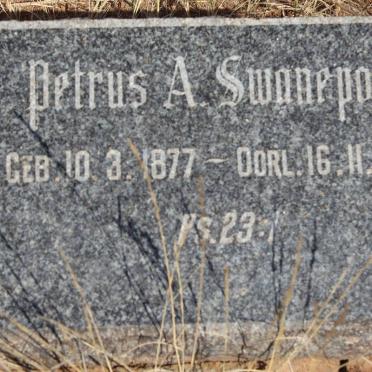 Petrus A. Swanepo
GEB. 10. 3. 1877 – OORL. 16. 11.
Ps. 23:1